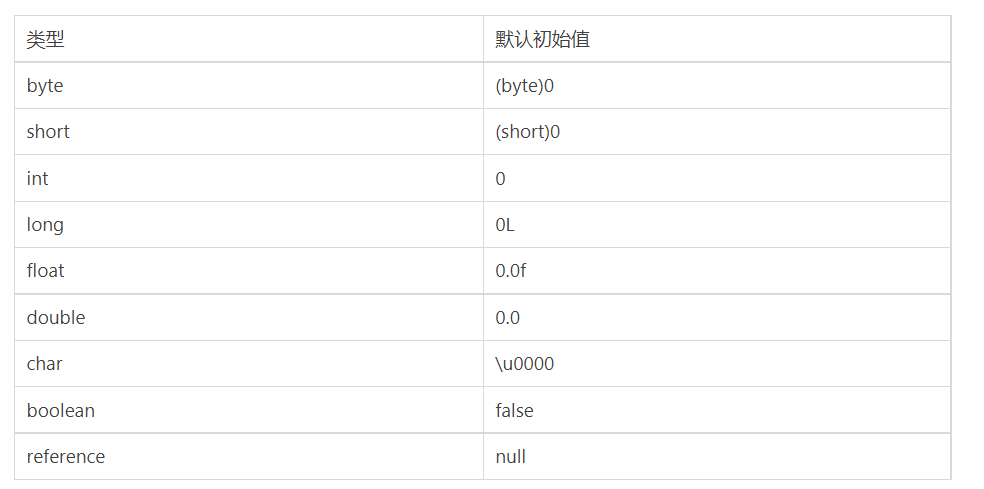 类型 默认初始值
byte (byte)0
short (short)0
int 0
long 0L
float 0.0f
double 0.0
char \u0000
boolean false
reference null